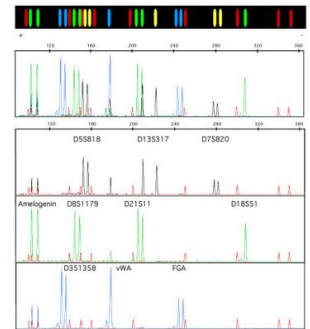 + -
120 160 200 240 280 320 360
120 160 200 240 280 320 360
D5S818 D13S317 D7S820
Amelogenin D8S1179 D21S11 D18S51
D3S1358 vWA FGA